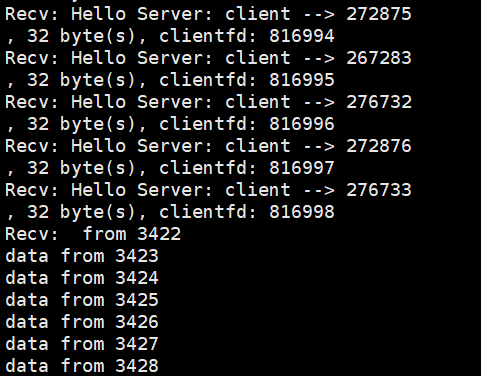 Recv: Hello Server: client --> 272875
, 32 byte(s), clientfd: 816994
Recv: Hello Server: client --> 267283
, 32 byte(s), clientfd: 816995
Recv: Hello Server: client --> 276732
, 32 byte(s), clientfd: 816996
Recv: Hello Server: client --> 272876
, 32 byte(s), clientfd: 816997
Recv: Hello Server: client --> 276733
, 32 byte(s), clientfd: 816998
Recv:  from 3422
data from 3423
data from 3424
data from 3425
data from 3426
data from 3427
data from 3428